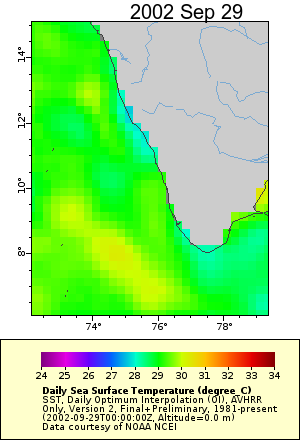 2002 Sep 29
14°
12°
10°
8°
74° 76° 78°
24 25 26 27 28 29 30 31 32 33 34
Daily Sea Surface Temperature (degree_C)
SST, Daily Optimum Interpolation (OI), AVHRR
Only, Version 2, Final+Preliminary, 1981-present
(2002-09-29T00:00:00Z, Altitude=0.0 m)
Data courtesy of NOAA NCEI